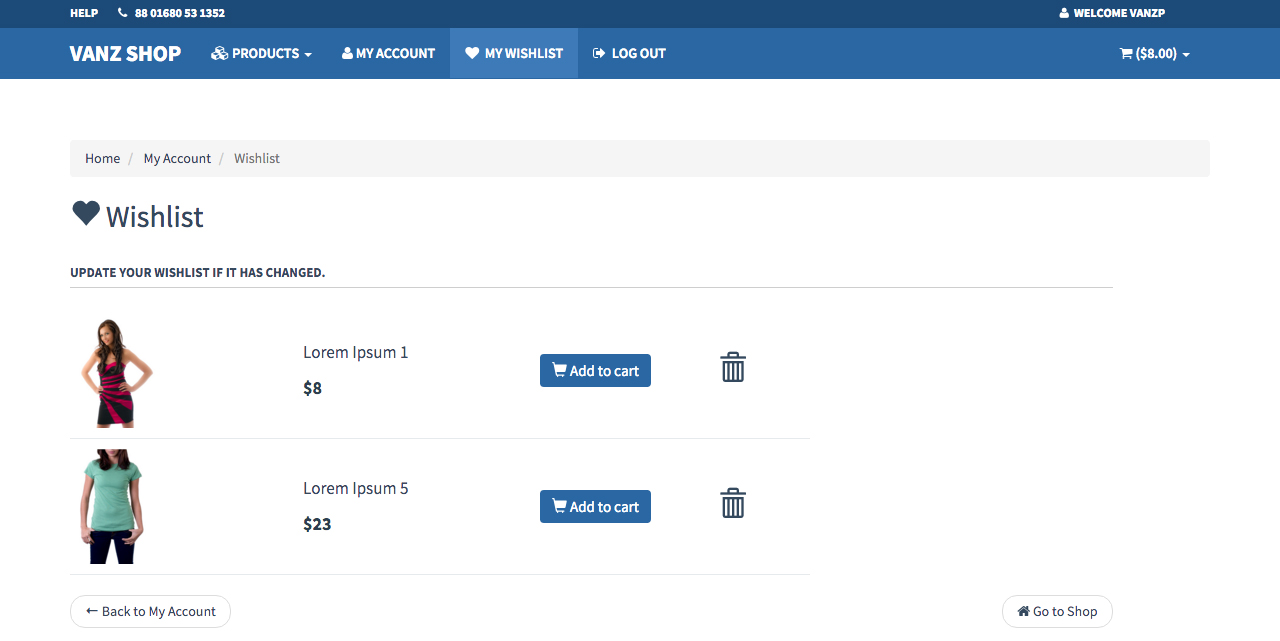 HELP 88 01680 53 1352 WELCOME VANZP
VANZ SHOP PRODUCTS MY ACCOUNT MY WISHLIST LOG OUT ($8.00)
Home / My Account / Wishlist
Wishlist
UPDATE YOUR WISHLIST IF IT HAS CHANGED.
Lorem Ipsum 1
Add to cart
$8
Lorem Ipsum 5
Add to cart
$23
← Back to My Account Go to Shop